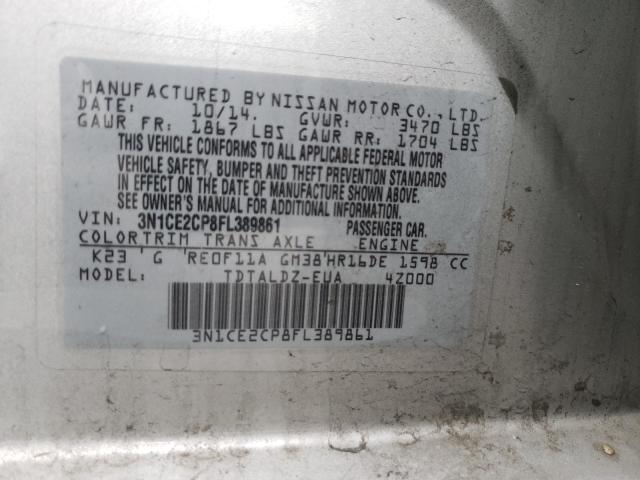 MANUFACTURED BY NISSAN MOTOR CO., LTD.
DATE: 10/14. GVWR: 3470 LBS
GAWR FR: 1867 LBS GAWR RR: 1704 LBS
THIS VEHICLE CONFORMS TO ALL APPLICABLE FEDERAL MOTOR
VEHICLE SAFETY, BUMPER AND THEFT PREVENTION STANDARDS
IN EFFECT ON THE DATE OF MANUFACTURE SHOWN ABOVE.
SEE OWNER'S MANUAL FOR ADDITIONAL INFORMATION.
VIN: 3N1CE2CP8FL389861 PASSENGER CAR.
COLORTRIM TRANS AXLE ENGINE
K23 G RE0F11A GM38 HR16DE 1598 CC
MODEL: TDTALDZ-EUA 4Z000
3N1CE2CP8FL389861